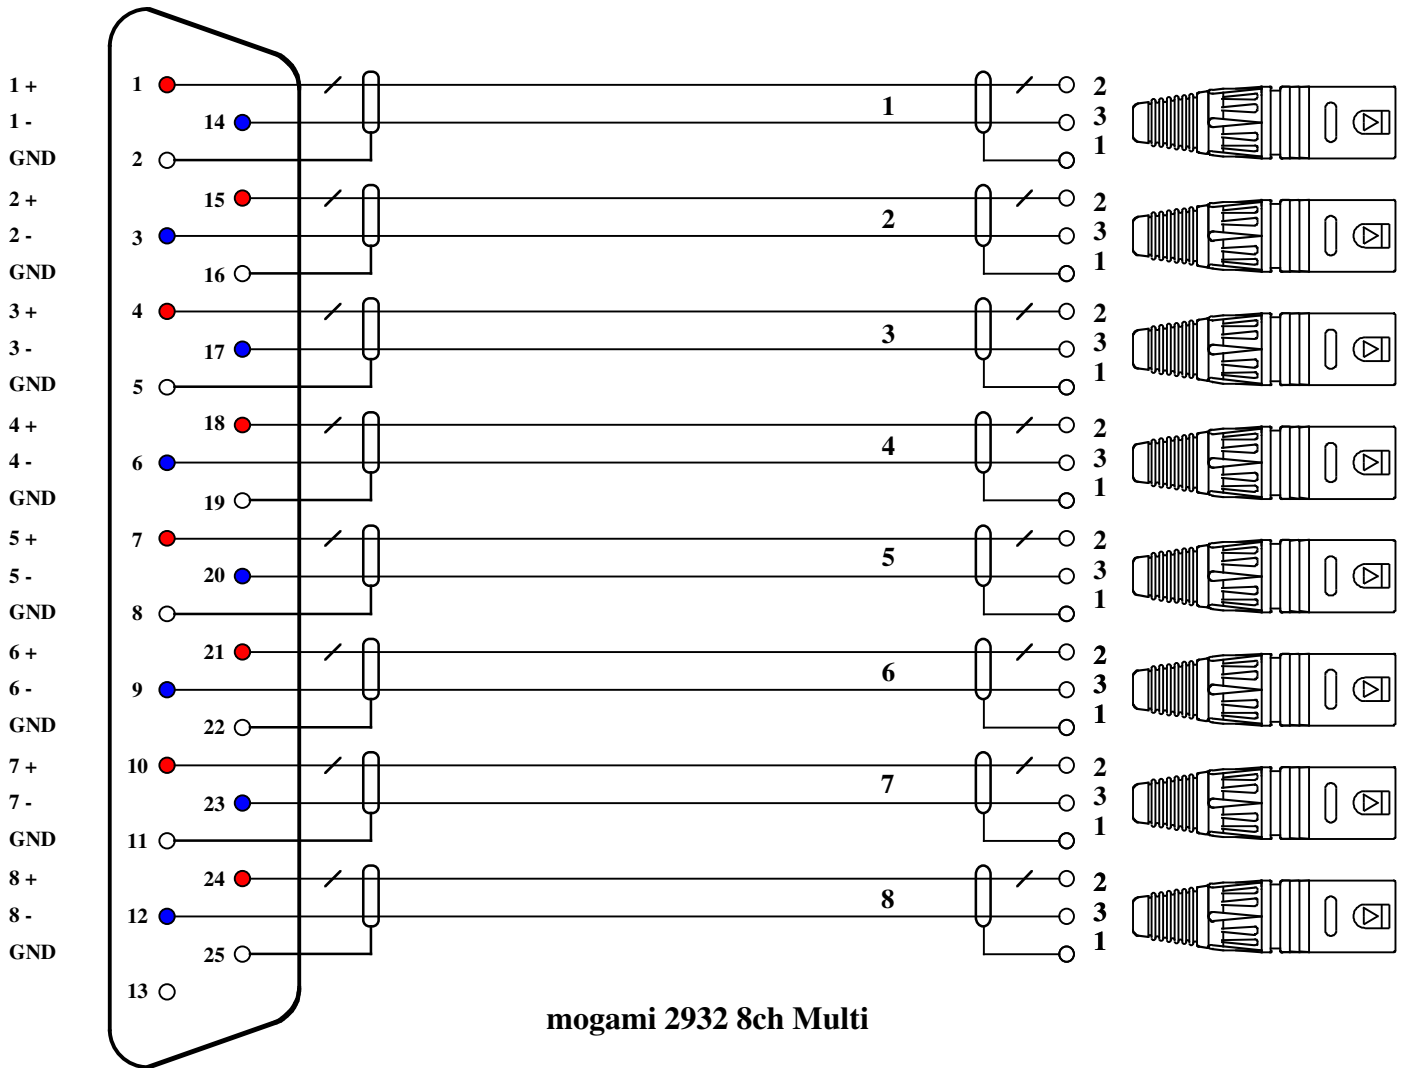 1 + 1 2
1 1 - 14 3
GND 2 1
2 + 15 2
2 2 - 3 3
GND 16 1
3 + 4 2
3 3 - 17 3
GND 5 1
4 + 18 2
4 4 - 6 3
GND 19 1
5 + 7 2
5 5 - 20 3
GND 8 1
6 + 21 2
6 6 - 9 3
GND 22 1
7 + 10 2
7 7 - 23 3
GND 11 1
8 + 24 2
8 8 - 12 3
GND 25 1
13
mogami 2932 8ch Multi